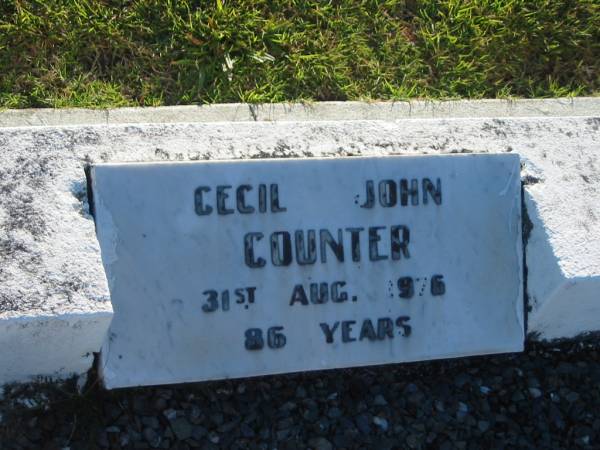 CECIL JOHN
COUNTER
31ST AUG. 1976
86 YEARS